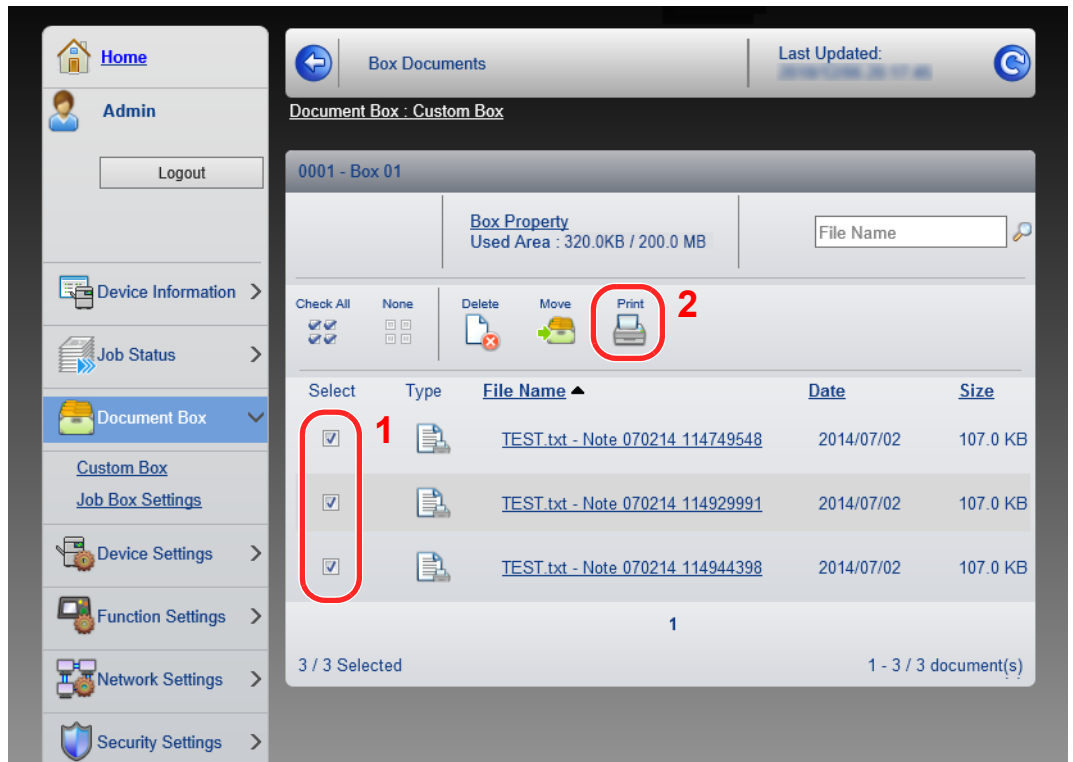 Home
Admin
Logout
Device Information
Job Status
Document Box
Custom Box
Job Box Settings
Device Settings
Function Settings
Network Settings
Security Settings
Box Documents
Last Updated:
Document Box : Custom Box
0001 - Box 01
Box Property
Used Area : 320.0KB / 200.0 MB
File Name
Check All None Delete Move Print 2
Select Type File Name Date Size
1 TEST.txt - Note 070214 114749548 2014/07/02 107.0 KB
TEST.txt - Note 070214 114929991 2014/07/02 107.0 KB
TEST.txt - Note 070214 114944398 2014/07/02 107.0 KB
1
3 / 3 Selected 1 - 3 / 3 document(s)